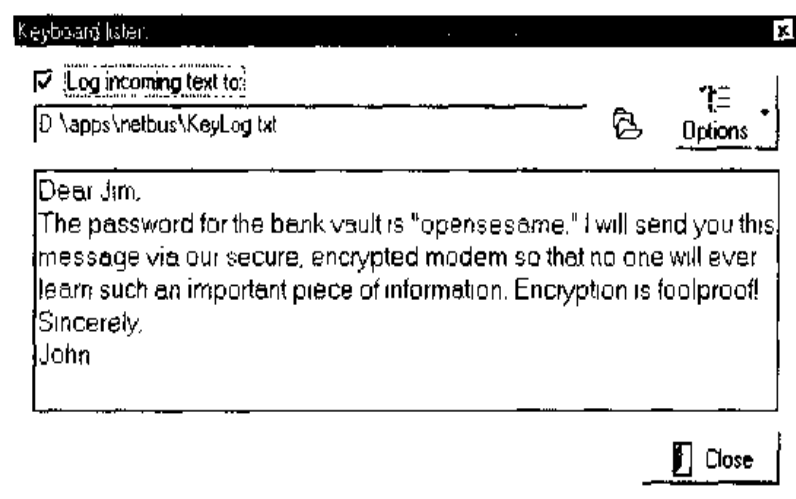 Keyboard listen
Log incoming text to:
D:\apps\netbus\KeyLog.txt
Options
Dear Jim,
The password for the bank vault is "opensesame." I will send you this
message via our secure, encrypted modem so that no one will ever
learn such an important piece of information. Encryption is foolproof!
Sincerely,
John
Close